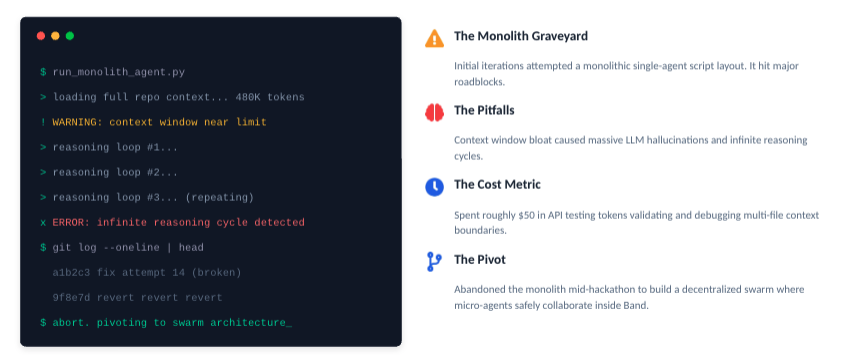 $ run_monolith_agent.py
> loading full repo context... 480K tokens
! WARNING: context window near limit
> reasoning loop #1...
> reasoning loop #2...
> reasoning loop #3... (repeating)
x ERROR: infinite reasoning cycle detected
$ git log --oneline | head
a1b2c3 fix attempt 14 (broken)
9f8e7d revert revert revert
$ abort. pivoting to swarm architecture_
The Monolith Graveyard
Initial iterations attempted a monolithic single-agent script layout. It hit major
roadblocks.
The Pitfalls
Context window bloat caused massive LLM hallucinations and infinite reasoning
cycles.
The Cost Metric
Spent roughly $50 in API testing tokens validating and debugging multi-file context
boundaries.
The Pivot
Abandoned the monolith mid-hackathon to build a decentralized swarm where
micro-agents safely collaborate inside Band.